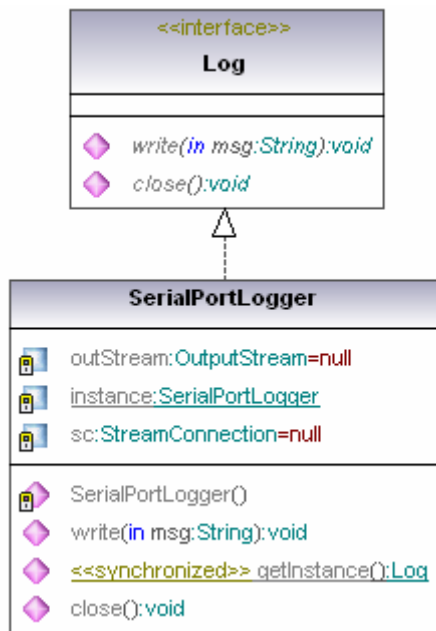 <<interface>>
Log
write(in msg:String):void
close():void
SerialPortLogger
outStream:OutputStream=null
instance:SerialPortLogger
sc:StreamConnection=null
SerialPortLogger()
write(in msg:String):void
<<synchronized>> getInstance():Log
close():void